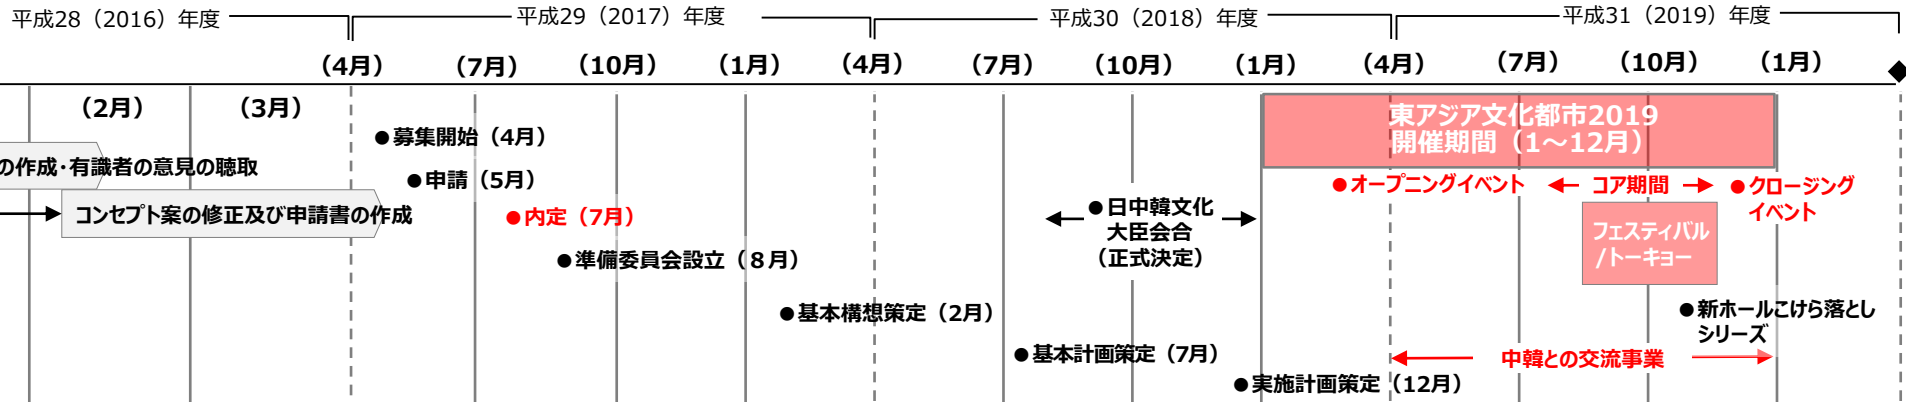 平成28（2016）年度
平成29（2017）年度
平成30（2018）年度
平成31（2019）年度
（4月）
（7月）
（10月）
（1月）
（4月）
（7月）
（10月）
（1月）
（4月）
（7月）
（10月）
（1月）
（2月）
（3月）
東アジア文化都市2019
開催期間（1～12月）
●募集開始（4月）
の作成・有識者の意見の聴取
●申請（5月）
●オープニングイベント
コア期間
●クロージング
イベント
コンセプト案の修正及び申請書の作成
●内定（7月）
●日中韓文化
大臣会合
（正式決定）
フェスティバル
/トーキョー
●準備委員会設立（８月）
●基本構想策定（2月）
●新ホールこけら落とし
シリーズ
●基本計画策定（7月）
中韓との交流事業
●実施計画策定（12月）